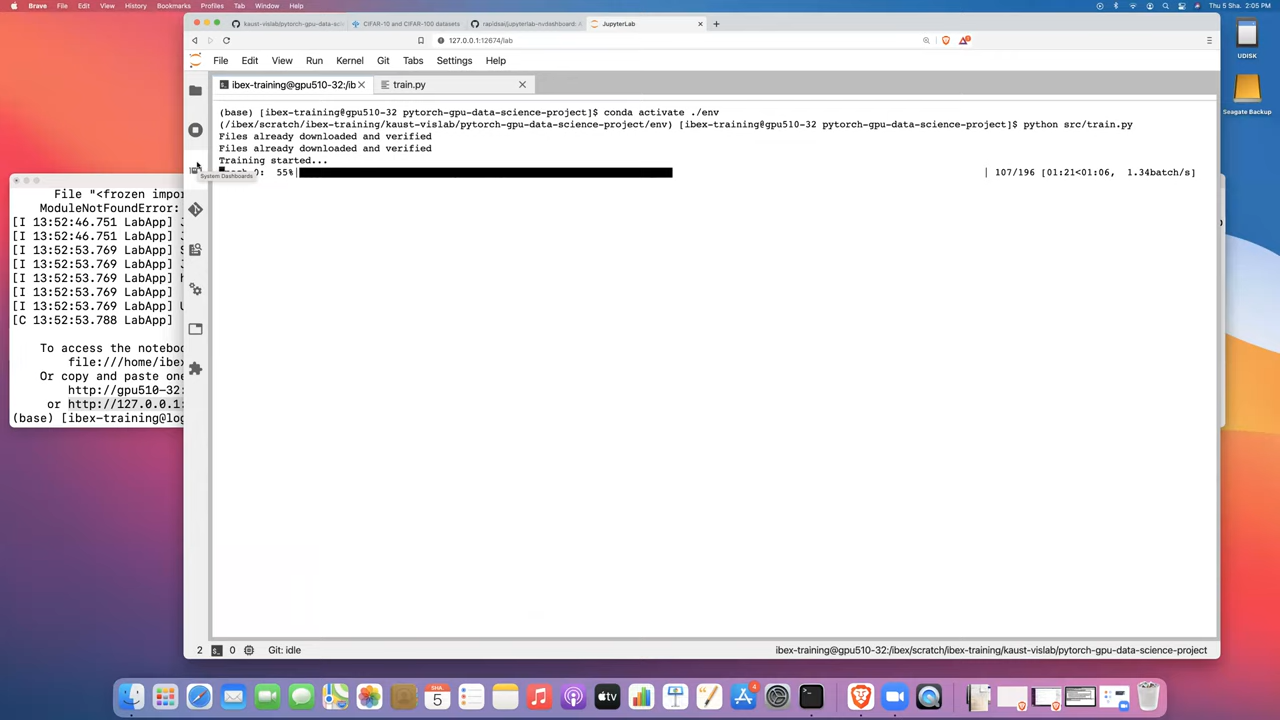 Brave File Edit View History Bookmarks Profiles Tab Window Help
Thu 5 Sha. 2:05 PM
kaust-vislab/pytorch-gpu-data-sci
CIFAR-10 and CIFAR-100 datasets
rapidsai/jupyterlab-nvdashboard: A
JupyterLab
127.0.0.1:12674/lab
File Edit View Run Kernel Git Tabs Settings Help
ibex-training@gpu510-32:/ib
train.py
(base) [ibex-training@gpu510-32 pytorch-gpu-data-science-project]$ conda activate ./env
(/ibex/scratch/ibex-training/kaust-vislab/pytorch-gpu-data-science-project/env) [ibex-training@gpu510-32 pytorch-gpu-data-science-project]$ python src/train.py
Files already downloaded and verified
Files already downloaded and verified
Training started...
0: 55%| | 107/196 [01:21<01:06, 1.34batch/s]
System Dashboards
File "<frozen impor
ModuleNotFoundError:
[I 13:52:46.751 LabApp] J
[I 13:52:46.751 LabApp] J
[I 13:52:53.769 LabApp] S
[I 13:52:53.769 LabApp] J
[I 13:52:53.769 LabApp] h
[I 13:52:53.769 LabApp]
[I 13:52:53.769 LabApp] U
[C 13:52:53.788 LabApp]
To access the notebo
file:///home/ibe
Or copy and paste one
http://gpu510-32:
or http://127.0.0.1:
(base) [ibex-training@log
2 0 Git: idle
ibex-training@gpu510-32:/ibex/scratch/ibex-training/kaust-vislab/pytorch-gpu-data-science-project
UDISK
Seagate Backup
SHA. 5
tv
4